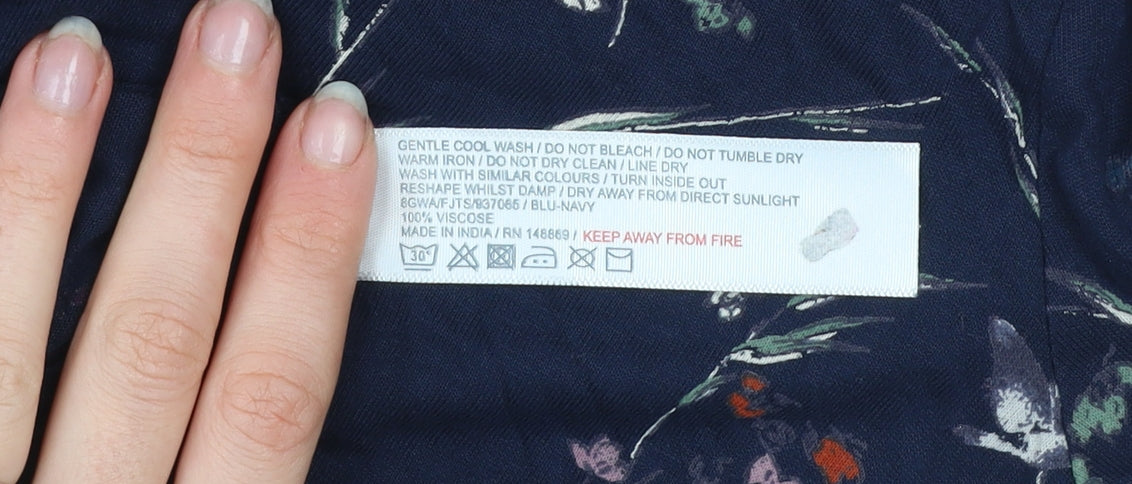 GENTLE COOL WASH / DO NOT BLEACH / DO NOT TUMBLE DRY
WARM IRON / DO NOT DRY CLEAN / LINE DRY
WASH WITH SIMILAR COLOURS / TURN INSIDE OUT
RESHAPE WHILST DAMP / DRY AWAY FROM DIRECT SUNLIGHT
8GWA/FJTS/937065 / BLU-NAVY
100% VISCOSE
MADE IN INDIA / RN 148869 / KEEP AWAY FROM FIRE
30°